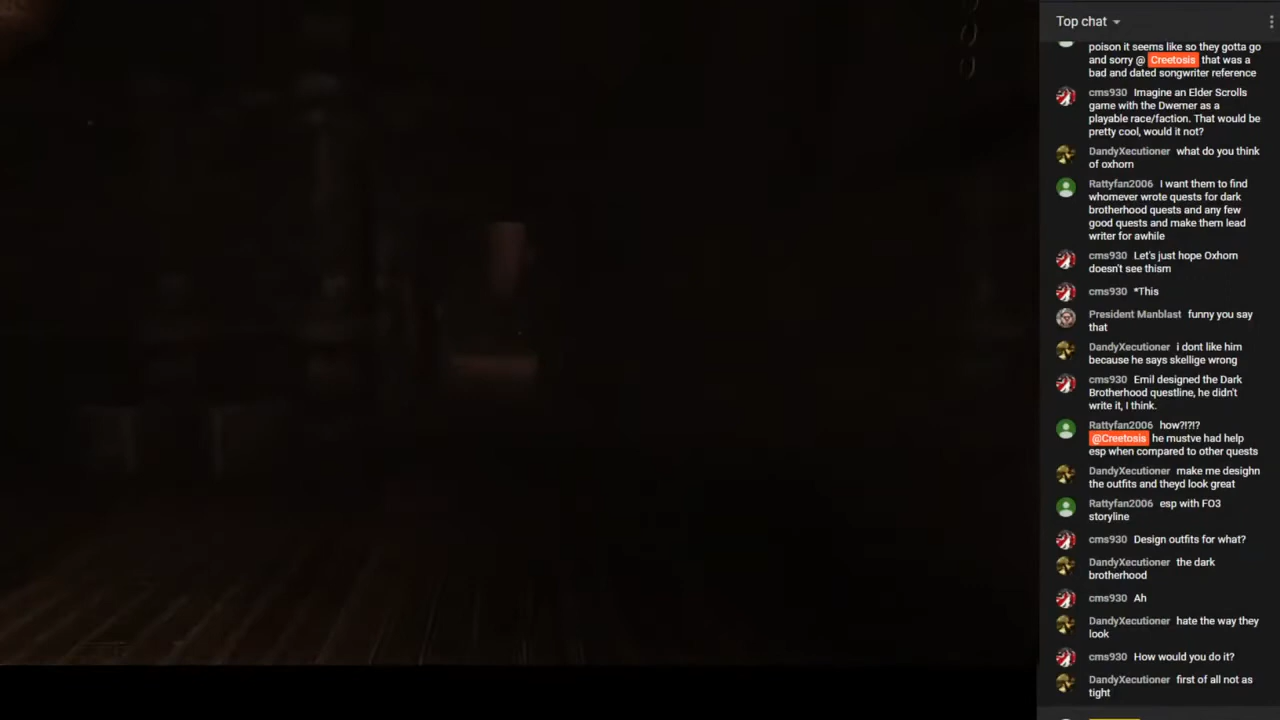 Top chat
poison it seems like so they gotta go
and sorry @ Creetosis that was a
bad and dated songwriter reference
cms930 Imagine an Elder Scrolls
game with the Dwemer as a
playable race/faction. That would be
pretty cool, would it not?
DandyXecutioner what do you think
of oxhorn
Rattyfan2006 I want them to find
whomever wrote quests for dark
brotherhood quests and any few
good quests and make them lead
writer for awhile
cms930 Let's just hope Oxhorn
doesn't see thism
cms930 *This
President Manblast funny you say
that
DandyXecutioner i dont like him
because he says skellige wrong
cms930 Emil designed the Dark
Brotherhood questline, he didn't
write it, I think.
Rattyfan2006 how?!?!?
@Creetosis he mustve had help
esp when compared to other quests
DandyXecutioner make me desighn
the outfits and theyd look great
Rattyfan2006 esp with FO3
storyline
cms930 Design outfits for what?
DandyXecutioner the dark
brotherhood
cms930 Ah
DandyXecutioner hate the way they
look
cms930 How would you do it?
DandyXecutioner first of all not as
tight